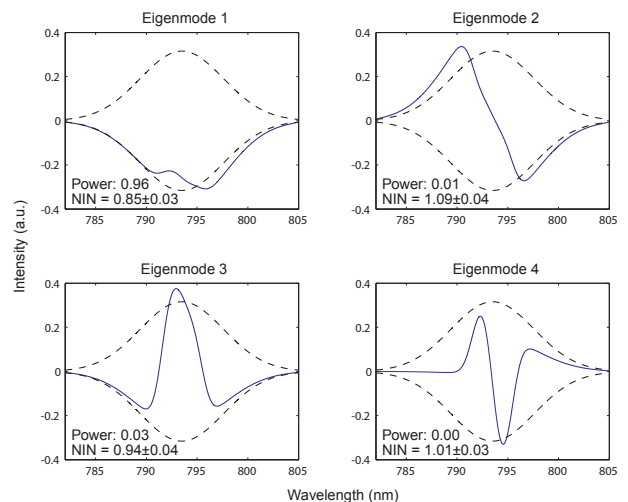 Eigenmode 1
Eigenmode 2
0.4
0.2
0
-0.2
-0.4
Power: 0.96
NIN = 0.85±0.03
785 790 795 800 805
0.4
0.2
0
-0.2
-0.4
Power: 0.01
NIN = 1.09±0.04
785 790 795 800 805
Intensity (a.u.)
Eigenmode 3
Eigenmode 4
0.4
0.2
0
-0.2
-0.4
Power: 0.03
NIN = 0.94±0.04
785 790 795 800 805
0.4
0.2
0
-0.2
-0.4
Power: 0.00
NIN = 1.01±0.03
785 790 795 800 805
Wavelength (nm)